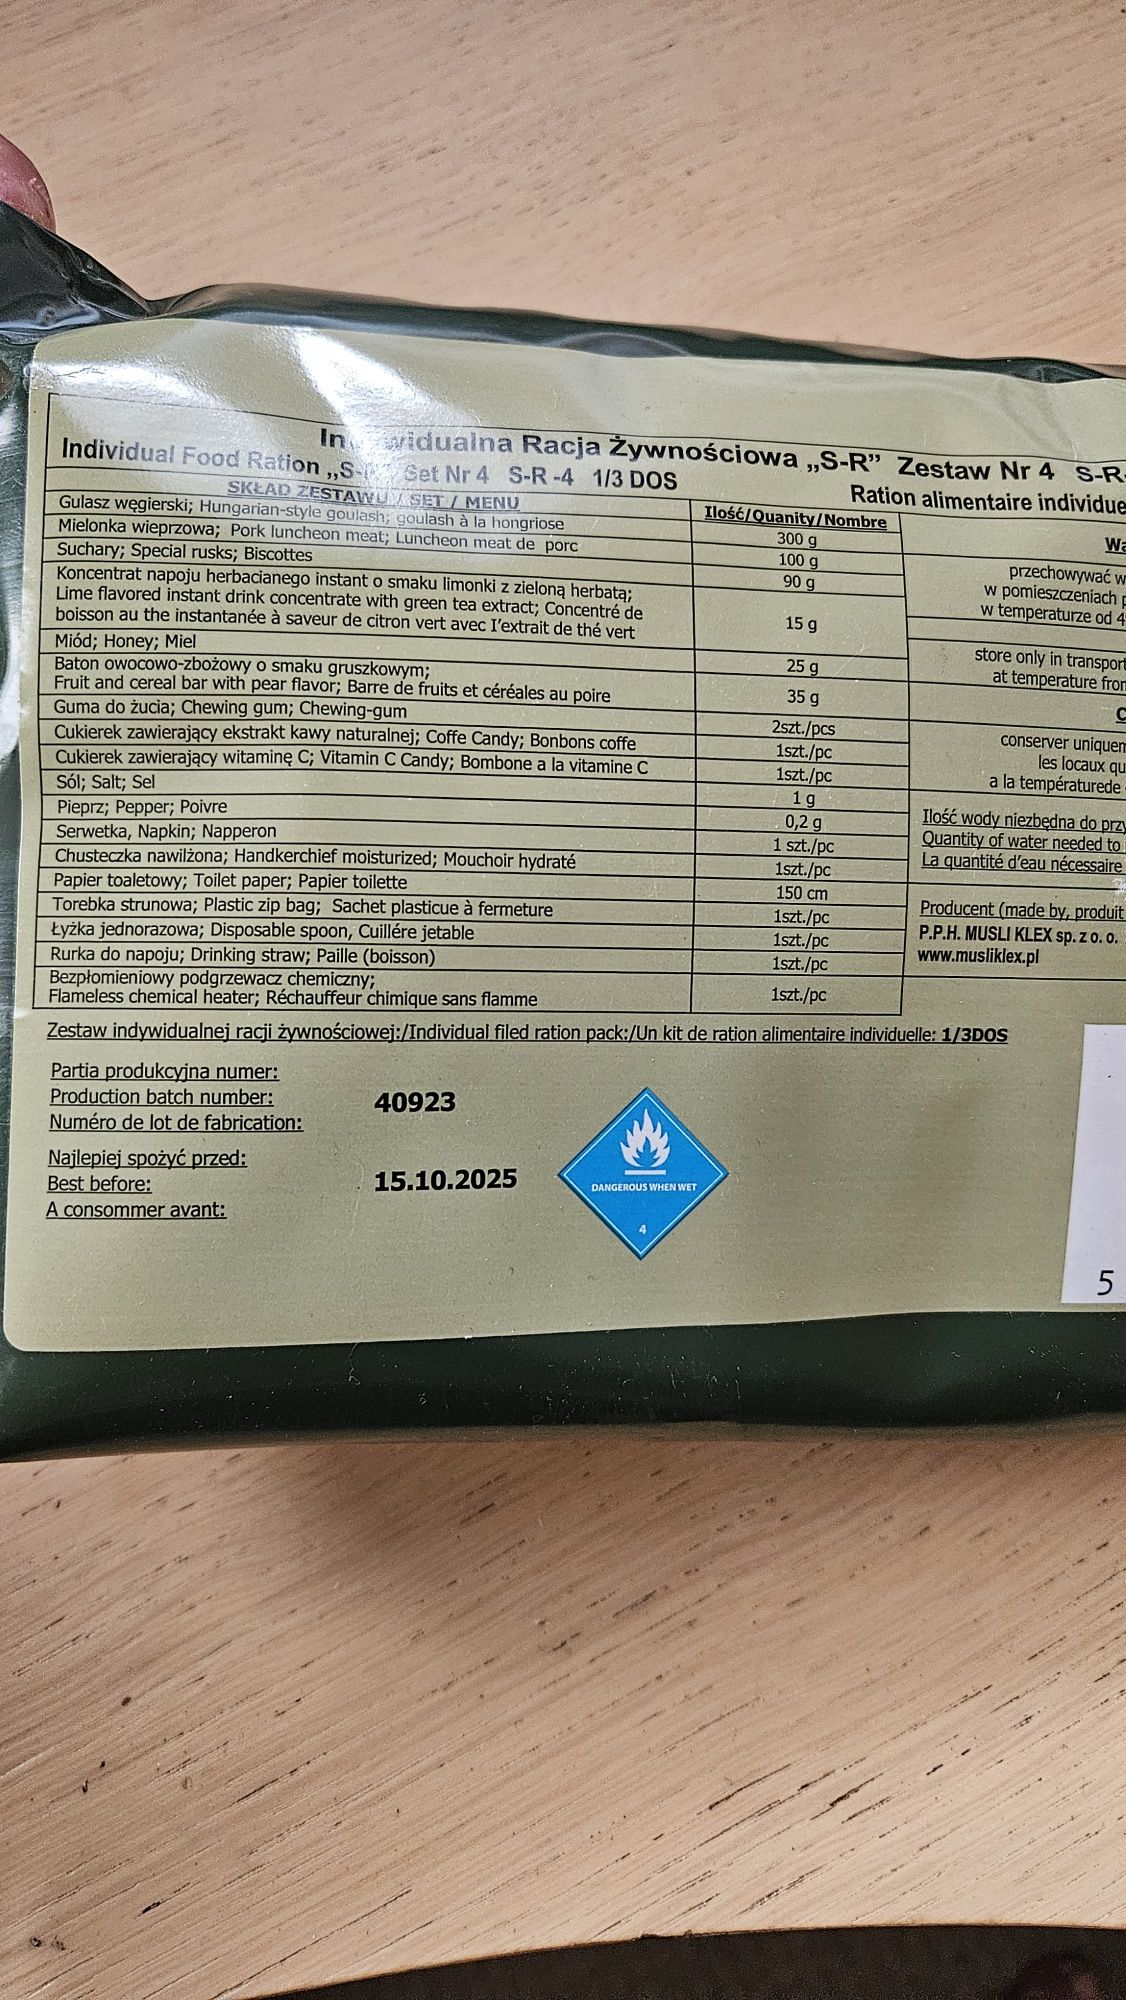 widualna Racja Żywnościowa „S-R” Zestaw Nr 4 S-R-
Individual Food Ration „S- Set Nr 4 S-R -4 1/3 DOS
Ration alimentaire individue
SKŁAD ZESTAWU / SET / MENU
Ilość/Quanity/Nombre
Gulasz węgierski; Hungarian-style goulash; goulash à la hongriose
300 g
Mielonka wieprzowa; Pork luncheon meat; Luncheon meat de porc
100 g
Suchary; Special rusks; Biscottes
90 g
Koncentrat napoju herbacianego instant o smaku limonki z zieloną herbatą;
Lime flavored instant drink concentrate with green tea extract; Concentré de
boisson au the instantanée à saveur de citron vert avec I’extrait de thé vert
15 g
Miód; Honey; Miel
25 g
Baton owocowo-zbożowy o smaku gruszkowym;
Fruit and cereal bar with pear flavor; Barre de fruits et céréales au poire
35 g
Guma do żucia; Chewing gum; Chewing-gum
2szt./pcs
Cukierek zawierający ekstrakt kawy naturalnej; Coffe Candy; Bonbons coffe
1szt./pc
Cukierek zawierający witaminę C; Vitamin C Candy; Bombone a la vitamine C
1szt./pc
Sól; Salt; Sel
1 g
Pieprz; Pepper; Poivre
0,2 g
Serwetka, Napkin; Napperon
1 szt./pc
Chusteczka nawilżona; Handkerchief moisturized; Mouchoir hydraté
1szt./pc
Papier toaletowy; Toilet paper; Papier toilette
150 cm
Torebka strunowa; Plastic zip bag; Sachet plasticue à fermeture
1szt./pc
Łyżka jednorazowa; Disposable spoon, Cuillére jetable
1szt./pc
Rurka do napoju; Drinking straw; Paille (boisson)
1szt./pc
Bezpłomieniowy podgrzewacz chemiczny;
Flameless chemical heater; Réchauffeur chimique sans flamme
1szt./pc
Wa
przechowywać w
w pomieszczeniach p
w temperaturze od 4
store only in transport
at temperature from
C
conserver uniquem
les locaux qu
a la températurede
Ilość wody niezbędna do przy
Quantity of water needed to
La quantité d’eau nécessaire
Producent (made by, produit
P.P.H. MUSLI KLEX sp. z o. o.
www.musliklex.pl
Zestaw indywidualnej racji żywnościowej:/Individual filed ration pack:/Un kit de ration alimentaire individuelle: 1/3DOS
Partia produkcyjna numer:
Production batch number:
Numéro de lot de fabrication:
40923
Najlepiej spożyć przed:
Best before:
A consommer avant:
15.10.2025
DANGEROUS WHEN WET
4
5